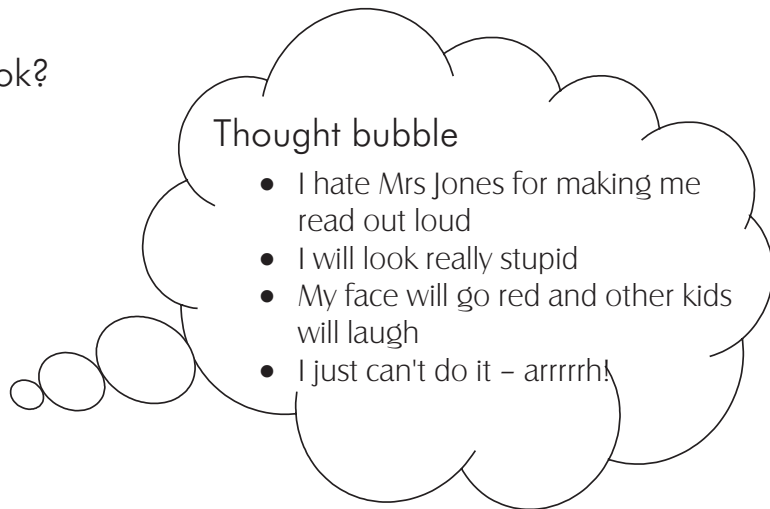 ok?
Thought bubble
● I hate Mrs Jones for making me
read out loud
● I will look really stupid
● My face will go red and other kids
will laugh
● I just can't do it – arrrrrh!